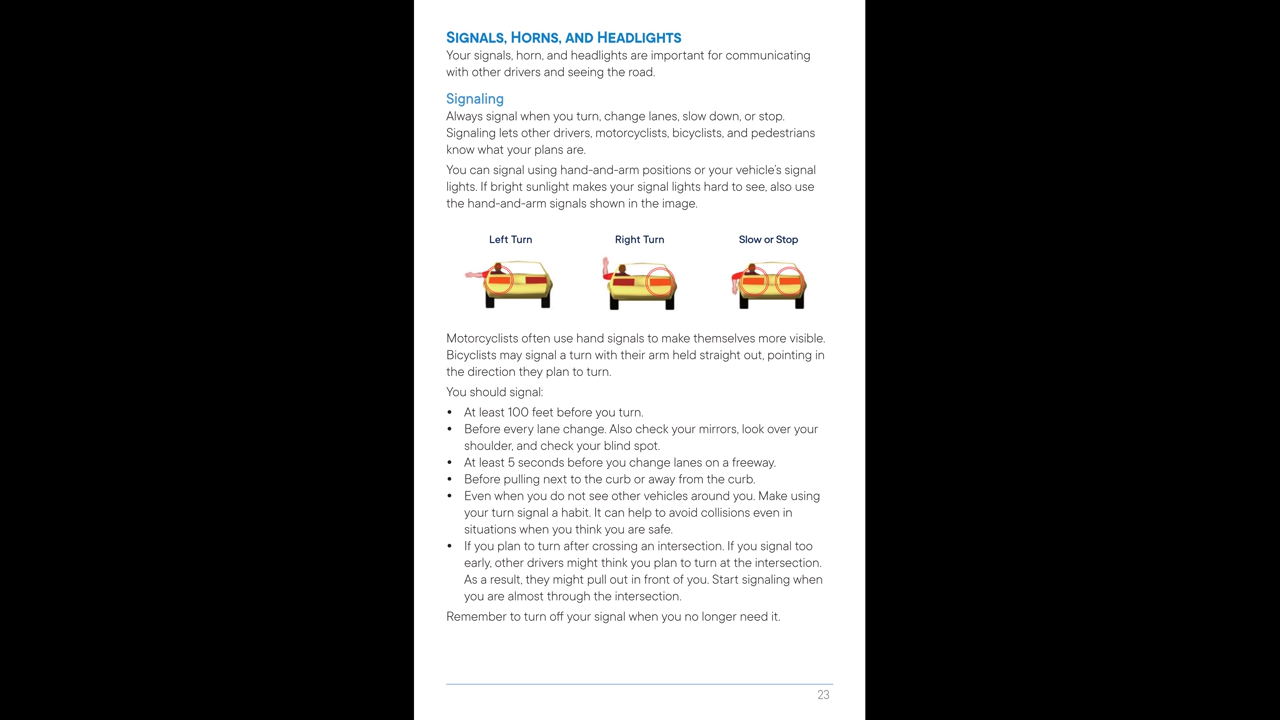 SIGNALS, HORNS, AND HEADLIGHTS
Your signals, horn, and headlights are important for communicating
with other drivers and seeing the road.
Signaling
Always signal when you turn, change lanes, slow down, or stop.
Signaling lets other drivers, motorcyclists, bicyclists, and pedestrians
know what your plans are.
You can signal using hand-and-arm positions or your vehicle's signal
lights. If bright sunlight makes your signal lights hard to see, also use
the hand-and-arm signals shown in the image.
Left Turn Right Turn Slow or Stop
Motorcyclists often use hand signals to make themselves more visible.
Bicyclists may signal a turn with their arm held straight out, pointing in
the direction they plan to turn.
You should signal:
• At least 100 feet before you turn.
• Before every lane change. Also check your mirrors, look over your
shoulder, and check your blind spot.
• At least 5 seconds before you change lanes on a freeway.
• Before pulling next to the curb or away from the curb.
• Even when you do not see other vehicles around you. Make using
your turn signal a habit. It can help to avoid collisions even in
situations when you think you are safe.
• If you plan to turn after crossing an intersection. If you signal too
early, other drivers might think you plan to turn at the intersection.
As a result, they might pull out in front of you. Start signaling when
you are almost through the intersection.
Remember to turn off your signal when you no longer need it.
23